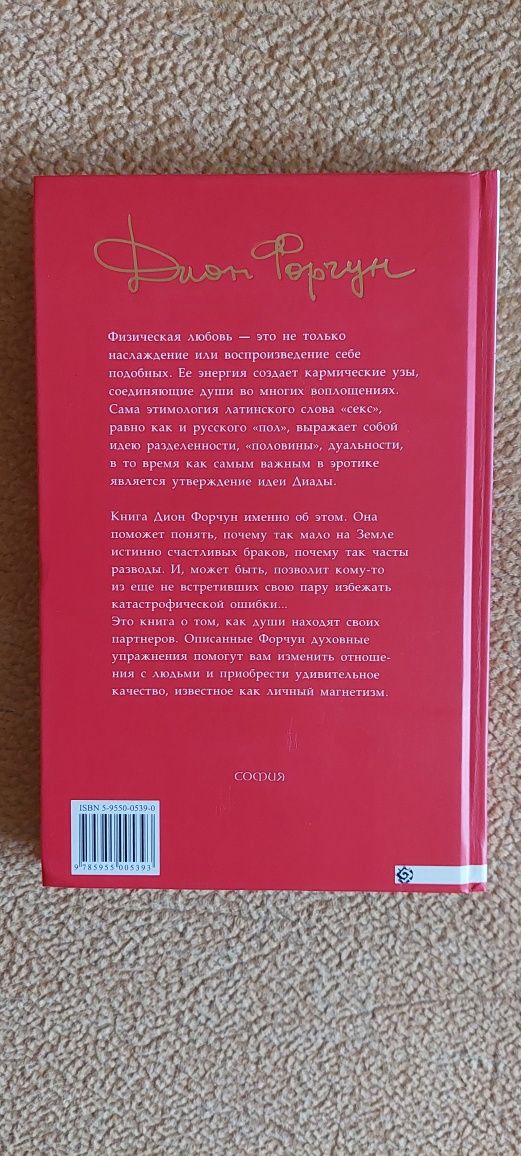 Дион Форчун
Физическая любовь — это не только
наслаждение или воспроизведение себе
подобных. Ее энергия создает кармические узы,
соединяющие души во многих воплощениях.
Сама этимология латинского слова «секс»,
равно как и русского «пол», выражает собой
идею разделенности, «половины», дуальности,
в то время как самым важным в эротике
является утверждение идеи Диады.
Книга Дион Форчун именно об этом. Она
поможет понять, почему так мало на Земле
истинно счастливых браков, почему так часты
разводы. И, может быть, позволит кому-то
из еще не встретивших свою пару избежать
катастрофической ошибки...
Это книга о том, как души находят своих
партнеров. Описанные Форчун духовные
упражнения помогут вам изменить отноше-
ния с людьми и приобрести удивительное
качество, известное как личный магнетизм.
СОФИЯ
ISBN 5-9550-0539-0
9 785955 005393